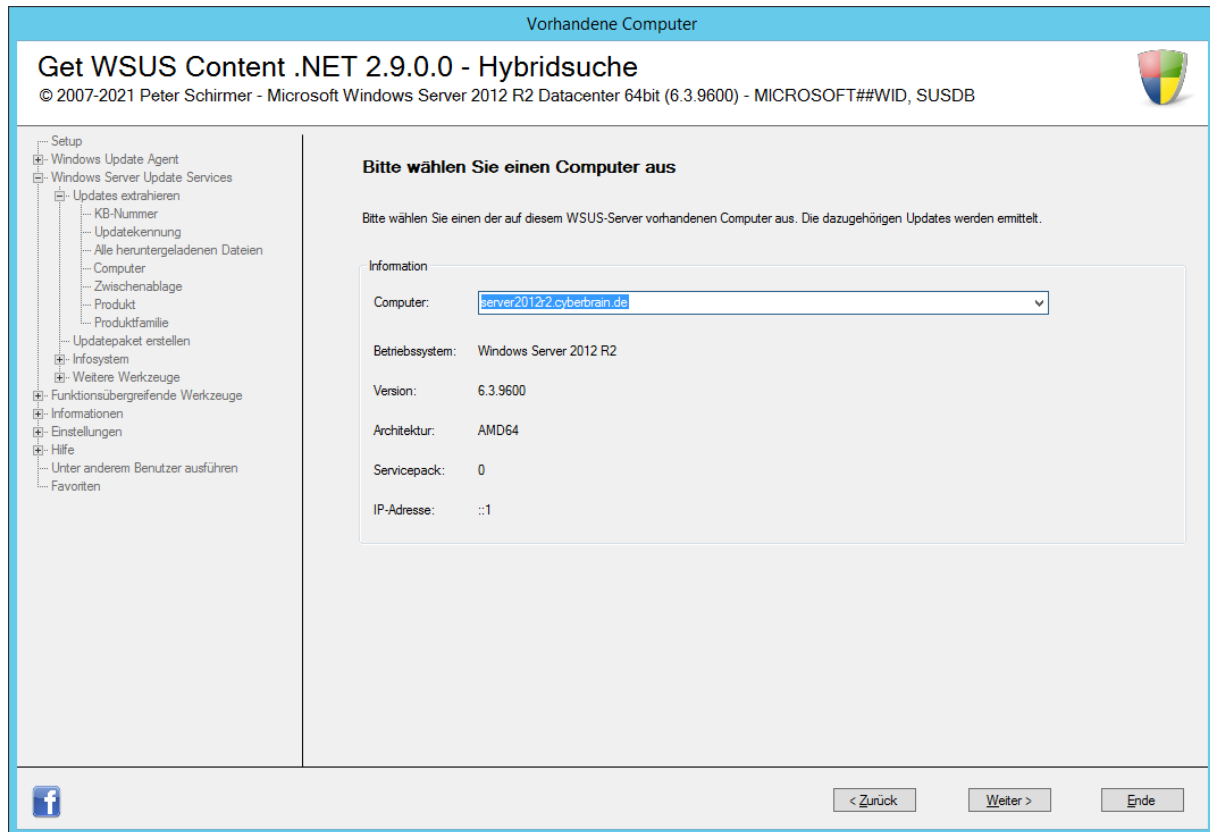 Vorhandene Computer
Get WSUS Content .NET 2.9.0.0 - Hybridsuche
© 2007-2021 Peter Schirmer - Microsoft Windows Server 2012 R2 Datacenter 64bit (6.3.9600) - MICROSOFT##WID, SUSDB
Setup
Windows Update Agent
Windows Server Update Services
Updates extrahieren
KB-Nummer
Updatekennung
Alle heruntergeladenen Dateien
Computer
Zwischenablage
Produkt
Produktfamilie
Updatepaket erstellen
Infosystem
Weitere Werkzeuge
Funktionsübergreifende Werkzeuge
Informationen
Einstellungen
Hilfe
Unter anderem Benutzer ausführen
Favoriten
Bitte wählen Sie einen Computer aus
Bitte wählen Sie einen der auf diesem WSUS-Server vorhandenen Computer aus. Die dazugehörigen Updates werden ermittelt.
Information
Computer: server2012r2.cyberbrain.de
Betriebssystem: Windows Server 2012 R2
Version: 6.3.9600
Architektur: AMD64
Servicepack: 0
IP-Adresse: ::1
f
< Zurück Weiter > Ende